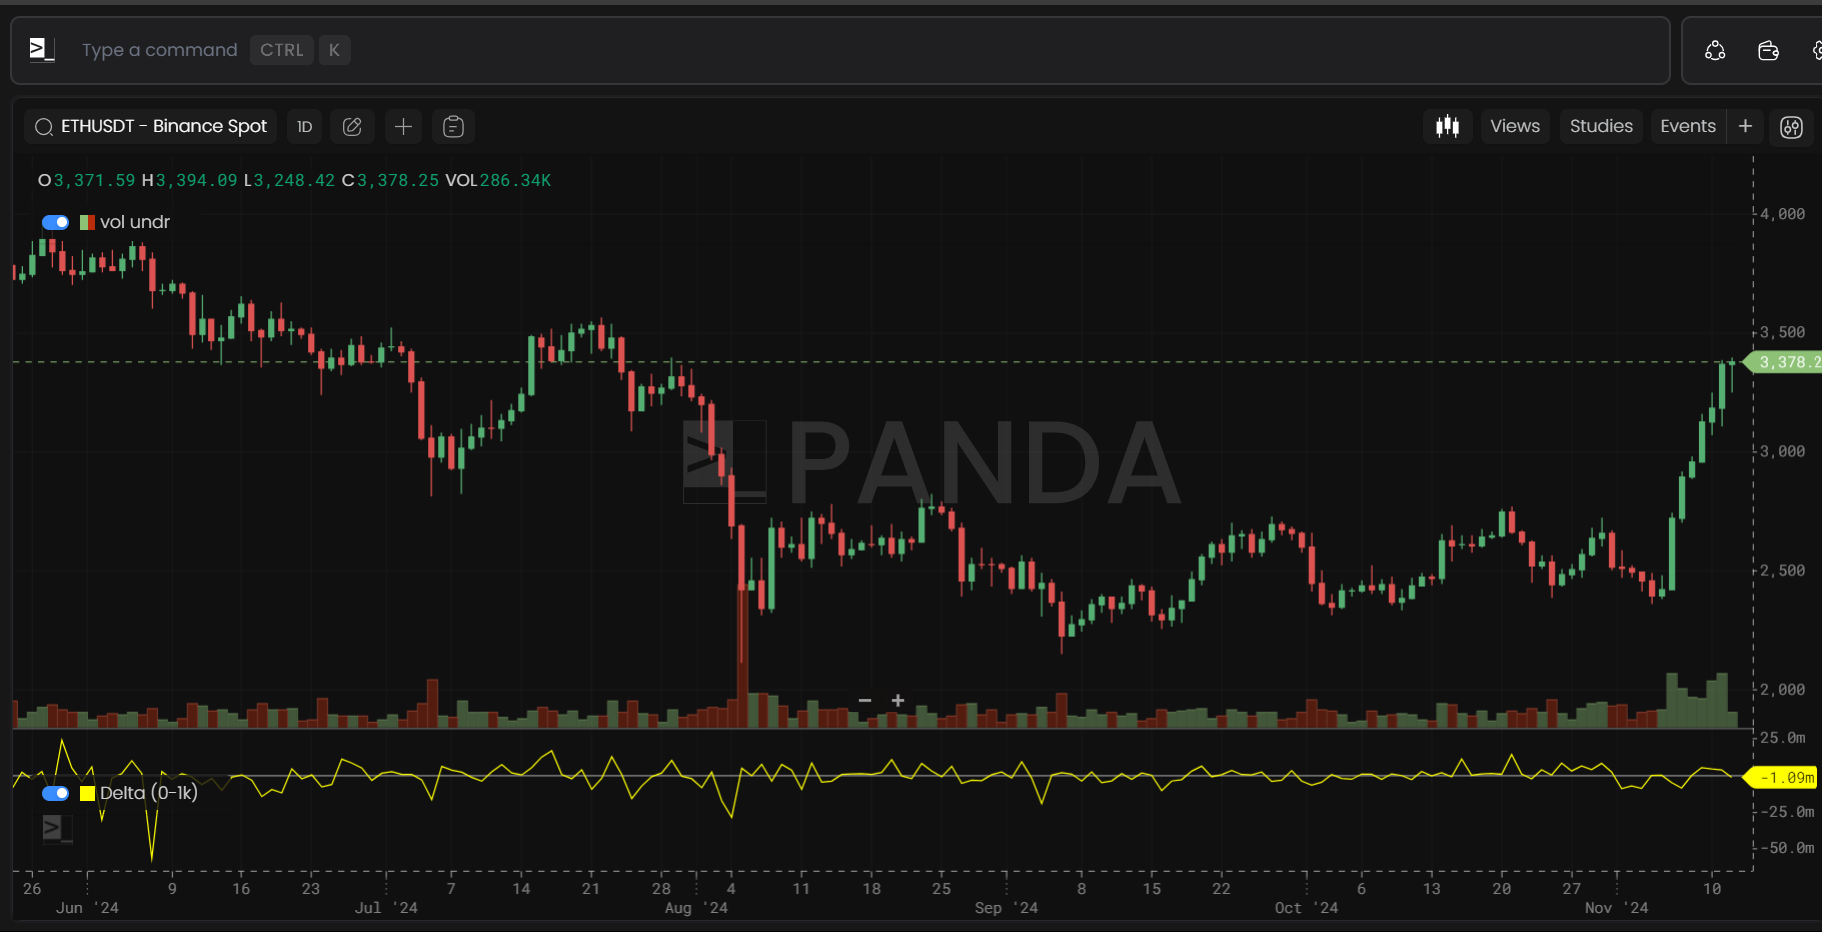 >_ Type a command CTRL K
ETHUSDT - Binance Spot 1D Views Studies Events +
O3,371.59 H3,394.09 L3,248.42 C3,378.25 VOL286.34K
vol undr
4,000
3,500
3,378.2
3,000
PANDA
2,500
2,000
− +
25.0m
-1.09m
Delta (0-1k)
-25.0m
-50.0m
26 9 16 23 7 14 21 28 4 11 18 25 8 15 22 6 13 20 27 10
Jun '24 Jul '24 Aug '24 Sep '24 Oct '24 Nov '24